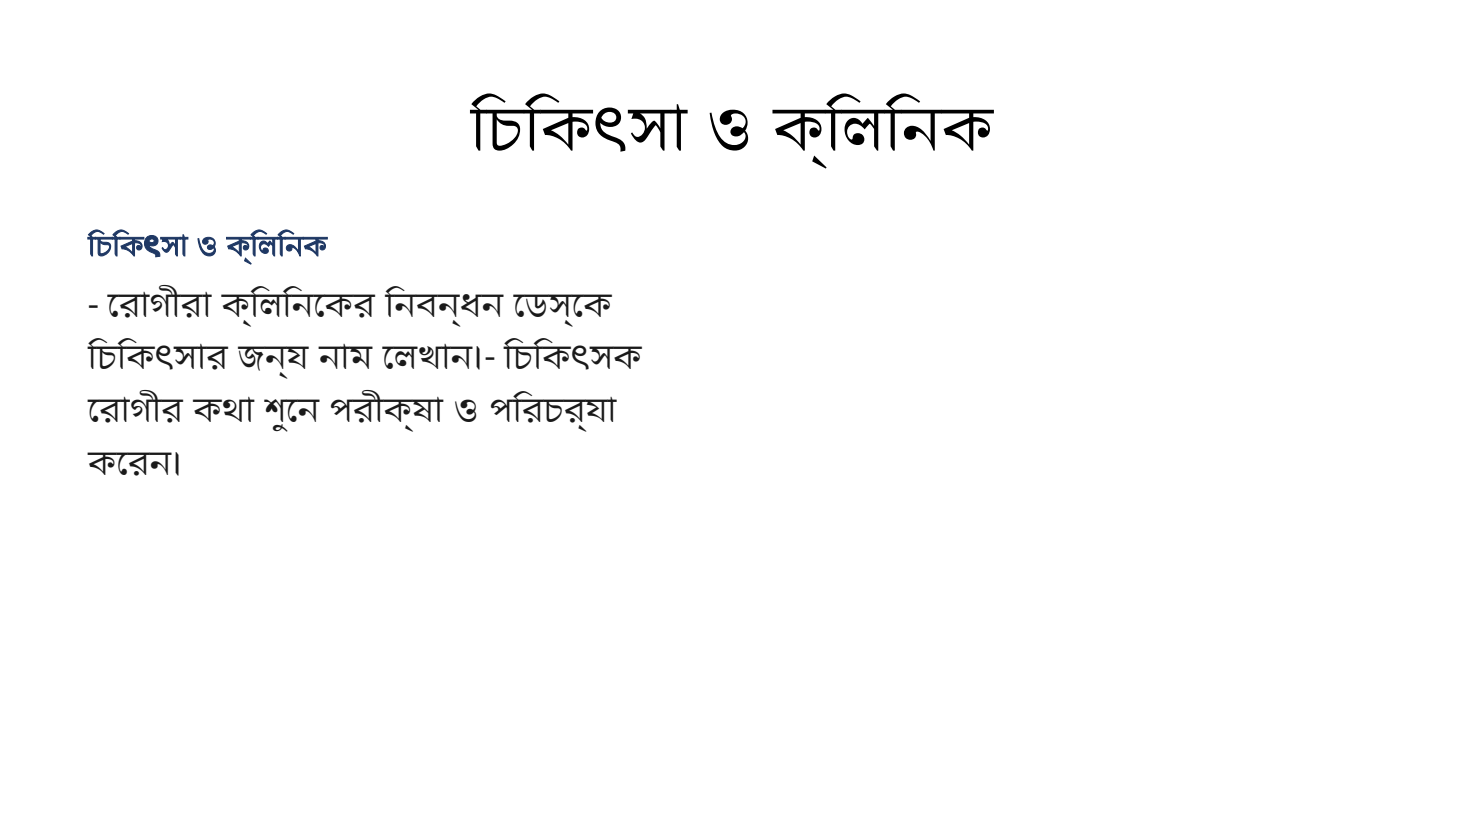 চিকিৎসা ও ক্‌লিনিক
চিকিৎসা ও ক্‌লিনিক
- রোগীরা ক্‌লিনিকের নিবন্‌ধন ডেস্‌কে
চিকিৎসার জন্‌য নাম লেখান।- চিকিৎসক
রোগীর কথা শুনে পরীক্‌ষা ও পরিচর্‌যা
করেন।